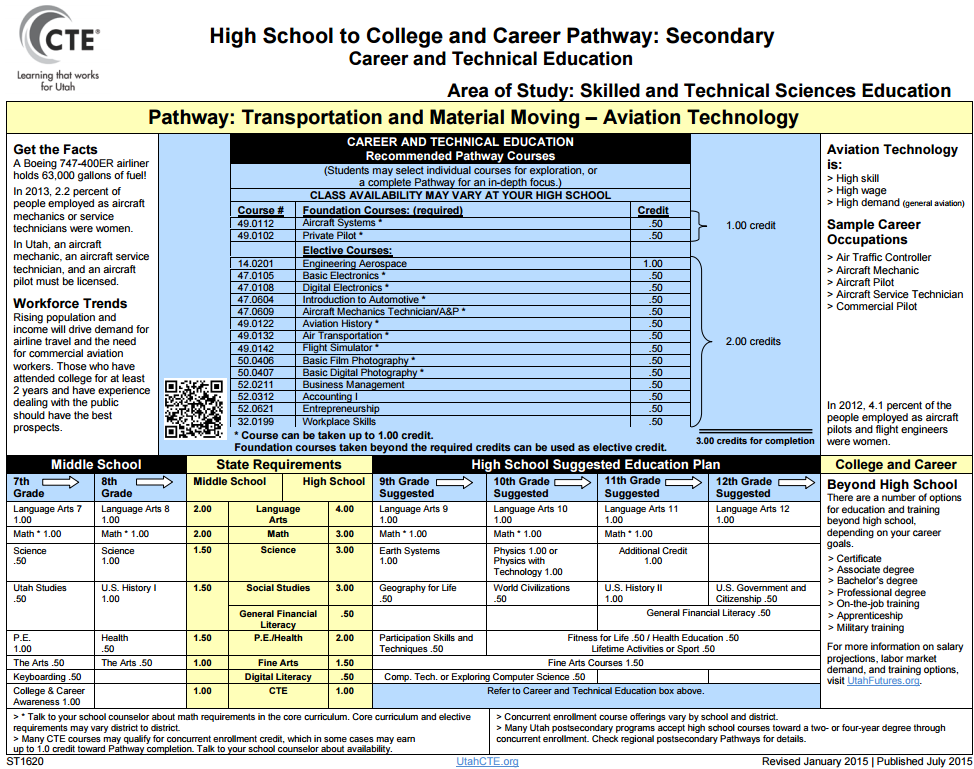 CTE®
Learning that works
for Utah
High School to College and Career Pathway: Secondary
Career and Technical Education
Area of Study: Skilled and Technical Sciences Education
Pathway: Transportation and Material Moving – Aviation Technology
Get the Facts
A Boeing 747-400ER airliner
holds 63,000 gallons of fuel!
In 2013, 2.2 percent of
people employed as aircraft
mechanics or service
technicians were women.
In Utah, an aircraft
mechanic, an aircraft service
technician, and an aircraft
pilot must be licensed.
Workforce Trends
Rising population and
income will drive demand for
airline travel and the need
for commercial aviation
workers. Those who have
attended college for at least
2 years and have experience
dealing with the public
should have the best
prospects.
CAREER AND TECHNICAL EDUCATION
Recommended Pathway Courses
(Students may select individual courses for exploration, or
a complete Pathway for an in-depth focus.)
CLASS AVAILABILITY MAY VARY AT YOUR HIGH SCHOOL
Course # Foundation Courses: (required) Credit
49.0112 Aircraft Systems * .50
49.0102 Private Pilot * .50
1.00 credit
Elective Courses:
14.0201 Engineering Aerospace 1.00
47.0105 Basic Electronics * .50
47.0108 Digital Electronics * .50
47.0604 Introduction to Automotive * .50
47.0609 Aircraft Mechanics Technician/A&P * .50
49.0122 Aviation History * .50
49.0132 Air Transportation * .50
49.0142 Flight Simulator * .50
50.0406 Basic Film Photography * .50
50.0407 Basic Digital Photography * .50
52.0211 Business Management .50
52.0312 Accounting I .50
52.0621 Entrepreneurship .50
32.0199 Workplace Skills .50
2.00 credits
* Course can be taken up to 1.00 credit.
Foundation courses taken beyond the required credits can be used as elective credit.
3.00 credits for completion
Aviation Technology
is:
> High skill
> High wage
> High demand (general aviation)
Sample Career
Occupations
> Air Traffic Controller
> Aircraft Mechanic
> Aircraft Pilot
> Aircraft Service Technician
> Commercial Pilot
In 2012, 4.1 percent of the
people employed as aircraft
pilots and flight engineers
were women.
Middle School State Requirements High School Suggested Education Plan College and Career
7th Grade 8th Grade Middle School High School 9th Grade Suggested 10th Grade Suggested 11th Grade Suggested 12th Grade Suggested
Language Arts 7 1.00 Language Arts 8 1.00 2.00 Language Arts 4.00 Language Arts 9 1.00 Language Arts 10 1.00 Language Arts 11 1.00 Language Arts 12 1.00
Math * 1.00 Math * 1.00 2.00 Math 3.00 Math * 1.00 Math * 1.00 Math * 1.00
Science .50 Science 1.00 1.50 Science 3.00 Earth Systems 1.00 Physics 1.00 or Physics with Technology 1.00 Additional Credit 1.00
Utah Studies .50 U.S. History I 1.00 1.50 Social Studies 3.00 Geography for Life .50 World Civilizations .50 U.S. History II 1.00 U.S. Government and Citizenship .50
General Financial Literacy .50 General Financial Literacy .50
P.E. 1.00 Health .50 1.50 P.E./Health 2.00 Participation Skills and Techniques .50 Fitness for Life .50 / Health Education .50 Lifetime Activities or Sport .50
The Arts .50 The Arts .50 1.00 Fine Arts 1.50 Fine Arts Courses 1.50
Keyboarding .50 Digital Literacy .50 Comp. Tech. or Exploring Computer Science .50
College & Career Awareness 1.00 1.00 CTE 1.00 Refer to Career and Technical Education box above.
Beyond High School
There are a number of options
for education and training
beyond high school,
depending on your career
goals.
> Certificate
> Associate degree
> Bachelor's degree
> Professional degree
> On-the-job training
> Apprenticeship
> Military training
For more information on salary
projections, labor market
demand, and training options,
visit UtahFutures.org.
> * Talk to your school counselor about math requirements in the core curriculum. Core curriculum and elective
requirements may vary district to district.
> Many CTE courses may qualify for concurrent enrollment credit, which in some cases may earn
up to 1.0 credit toward Pathway completion. Talk to your school counselor about availability.
> Concurrent enrollment course offerings vary by school and district.
> Many Utah postsecondary programs accept high school courses toward a two- or four-year degree through
concurrent enrollment. Check regional postsecondary Pathways for details.
ST1620 UtahCTE.org Revised January 2015 | Published July 2015